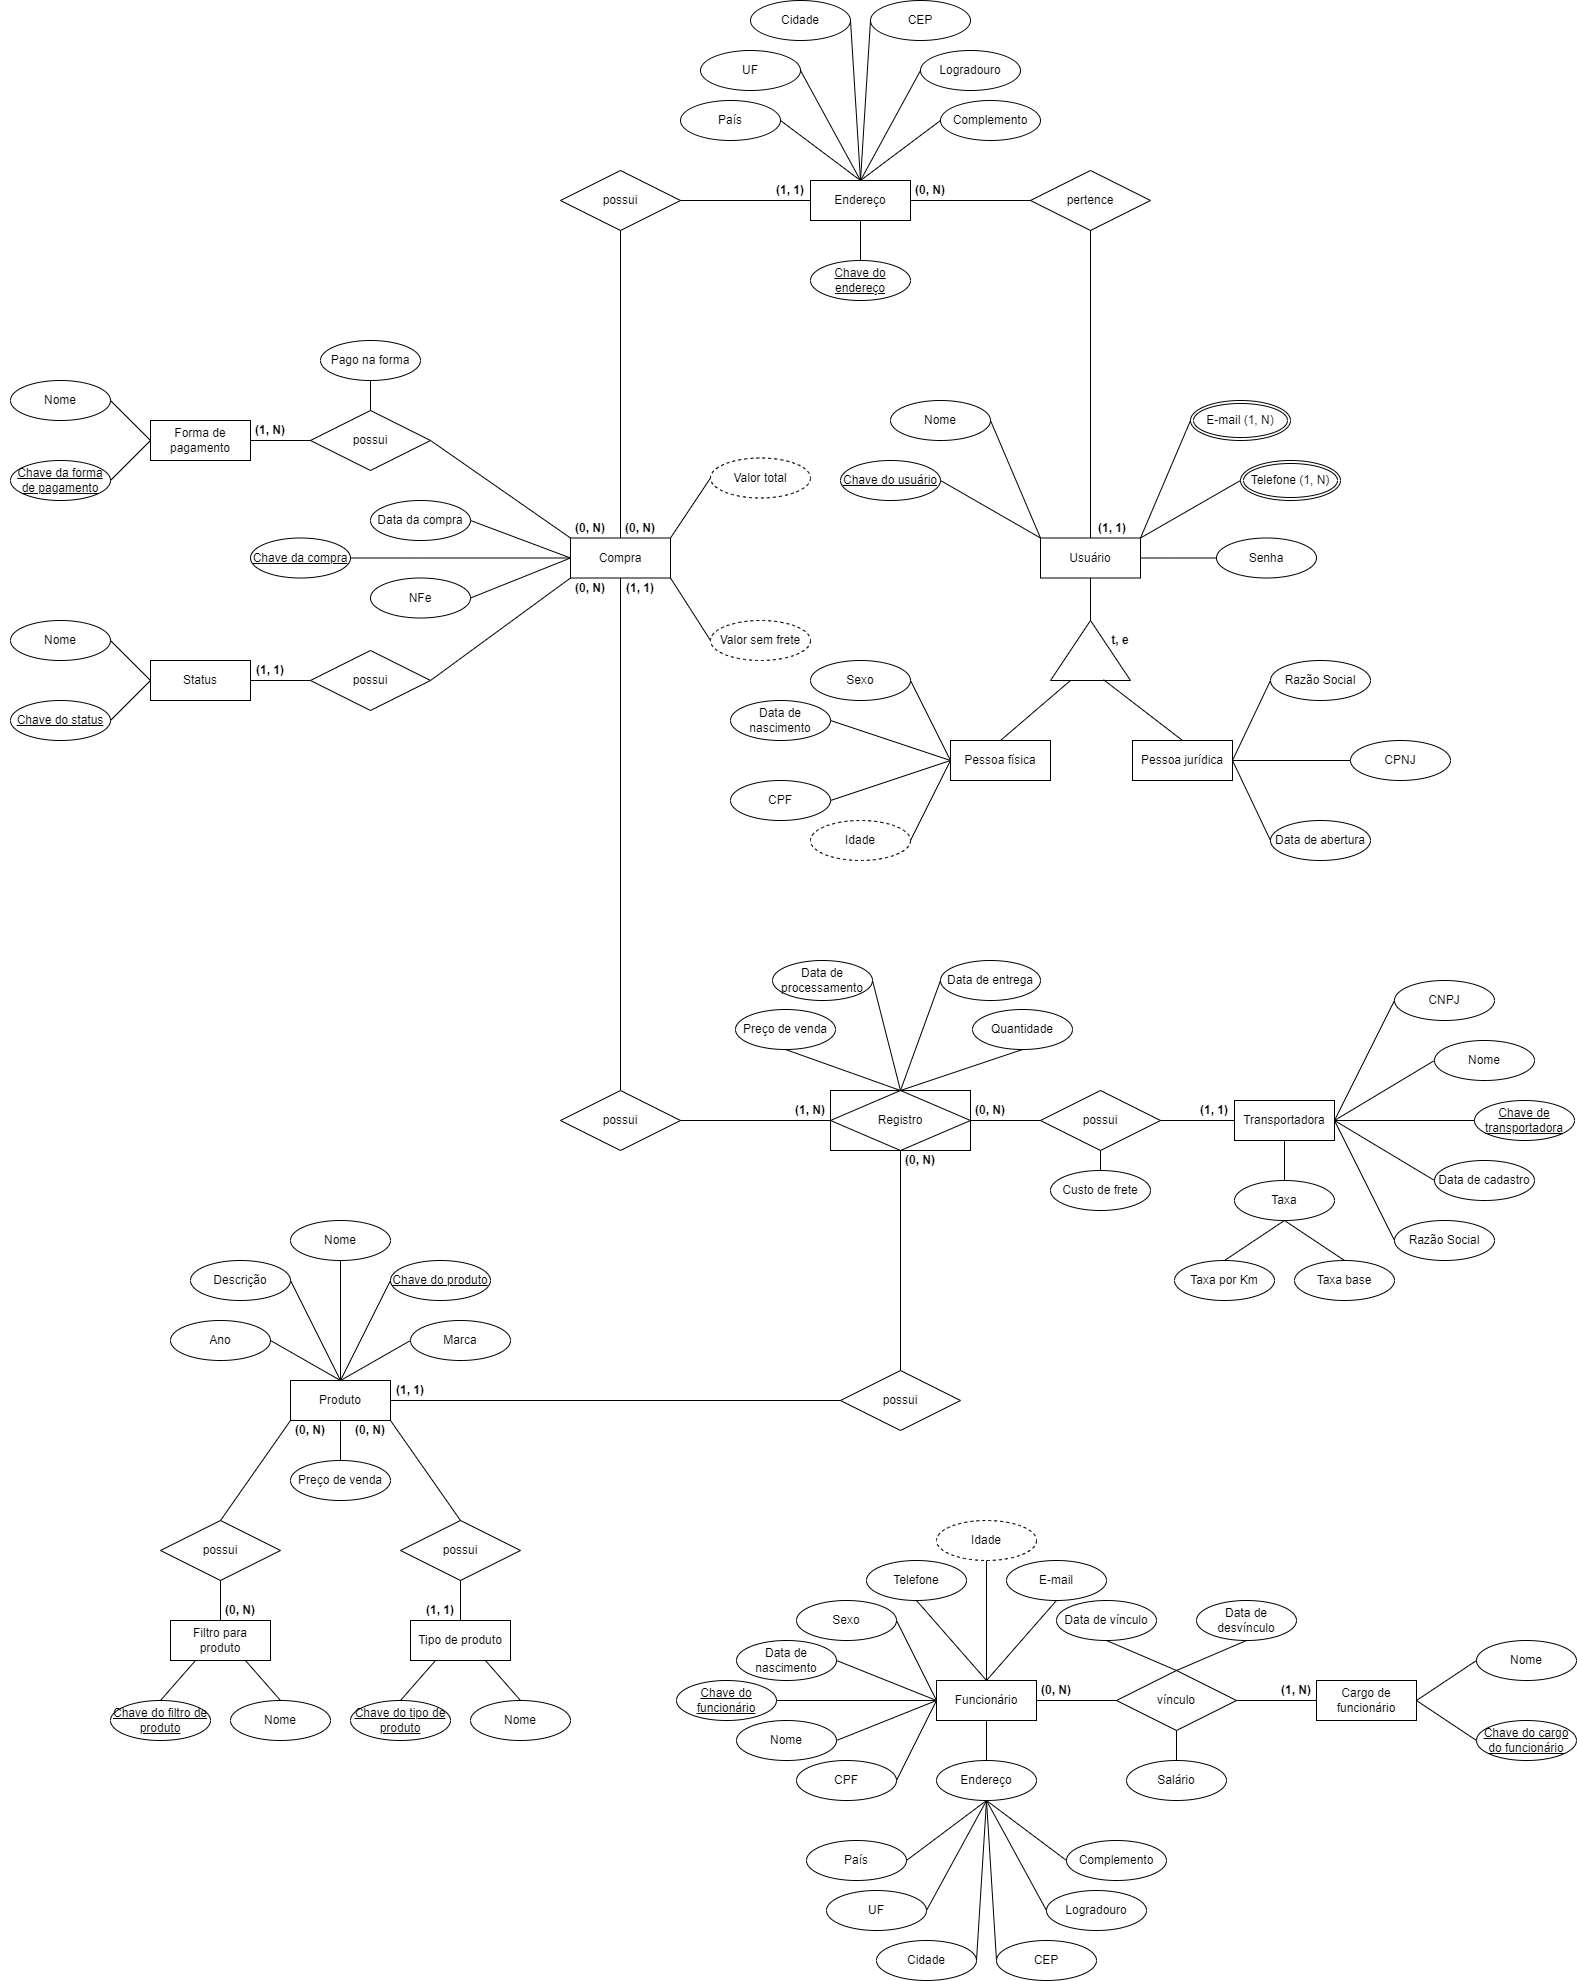 Cidade
CEP
UF
Logradouro
País
Complemento
possui
(1, 1)
Endereço
(0, N)
pertence
Chave do
endereço
Pago na forma
Nome
Forma de
pagamento
(1, N)
possui
Chave da forma
de pagamento
Nome
E-mail (1, N)
Valor total
Chave do usuário
Telefone (1, N)
Data da compra
(0, N)
(0, N)
(1, 1)
Chave da compra
Compra
Usuário
Senha
NFe
(0, N)
(1, 1)
Nome
Valor sem frete
t, e
Status
(1, 1)
possui
Sexo
Razão Social
Chave do status
Data de
nascimento
Pessoa física
Pessoa jurídica
CPNJ
CPF
Idade
Data de abertura
Data de
processamento
Data de entrega
CNPJ
Preço de venda
Quantidade
Nome
possui
(1, N)
Registro
(0, N)
possui
(1, 1)
Transportadora
Chave de
transportadora
(0, N)
Custo de frete
Taxa
Data de cadastro
Nome
Razão Social
Descrição
Chave do produto
Taxa por Km
Taxa base
Ano
Marca
Produto
(1, 1)
possui
(0, N)
(0, N)
Preço de venda
possui
possui
Idade
Telefone
E-mail
(0, N)
(1, 1)
Sexo
Data de vínculo
Data de
desvínculo
Filtro para
produto
Tipo de produto
Data de
nascimento
Nome
Chave do
funcionário
Funcionário
(0, N)
vínculo
(1, N)
Cargo de
funcionário
Chave do filtro de
produto
Nome
Chave do tipo de
produto
Nome
Nome
Chave do cargo
do funcionário
CPF
Endereço
Salário
País
Complemento
UF
Logradouro
Cidade
CEP